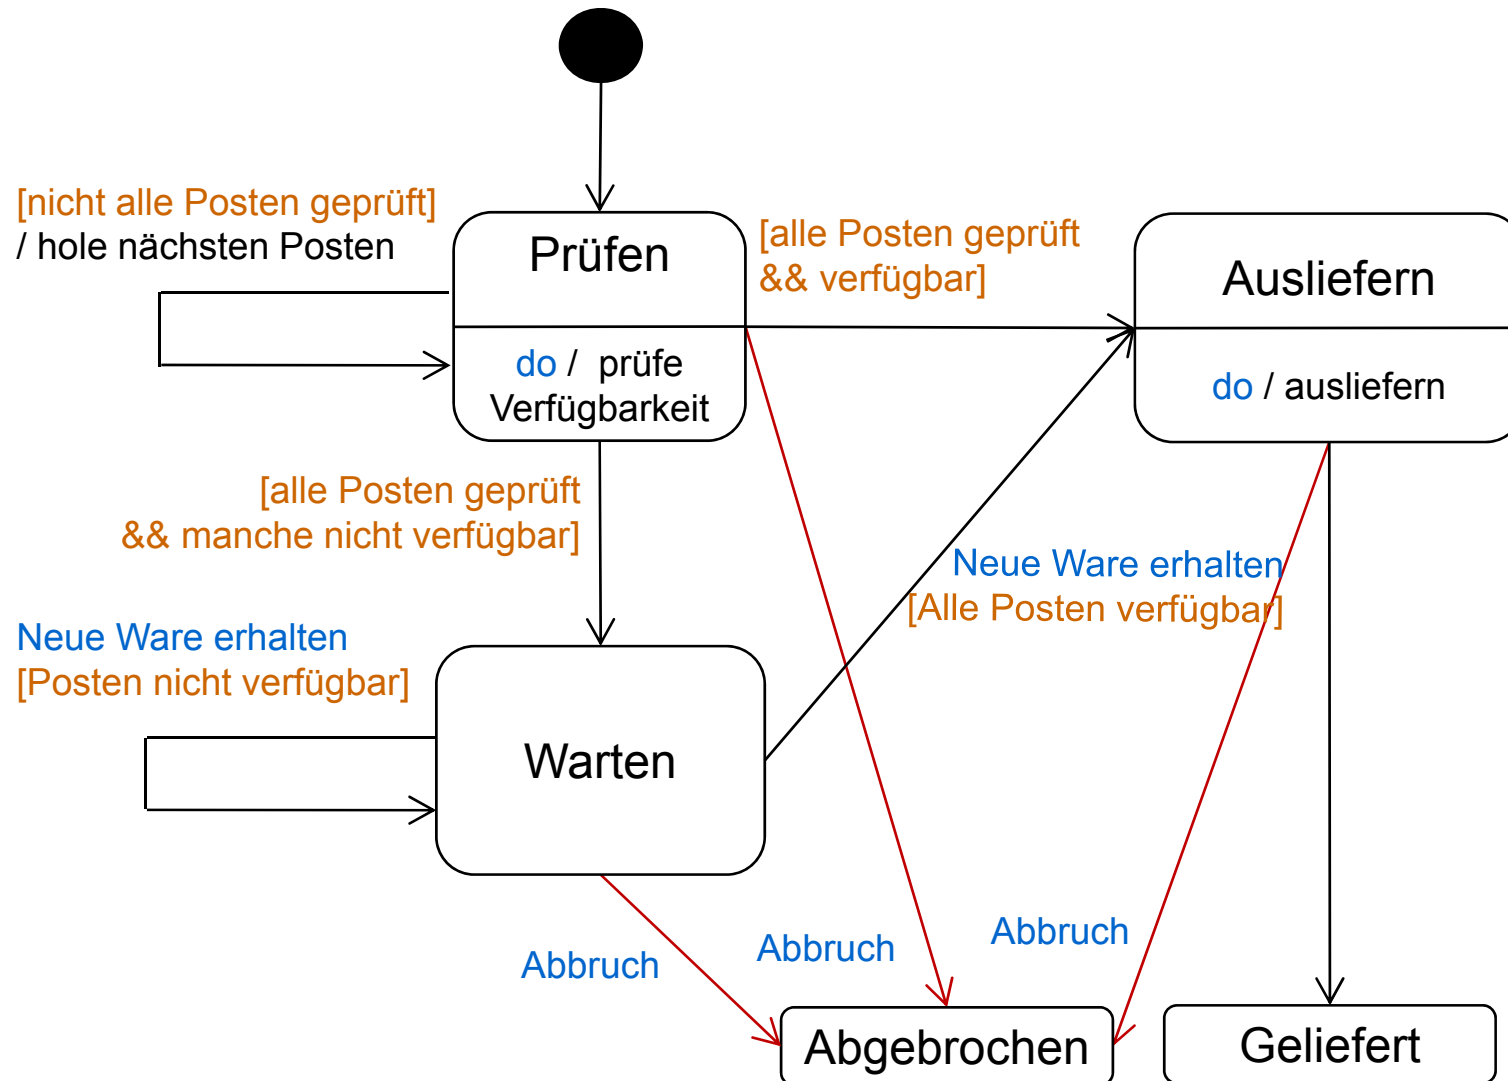 [nicht alle Posten geprüft]
/ hole nächsten Posten
Prüfen
do / prüfe
Verfügbarkeit
[alle Posten geprüft
&& verfügbar]
Ausliefern
do / ausliefern
[alle Posten geprüft
&& manche nicht verfügbar]
Neue Ware erhalten
[Alle Posten verfügbar]
Neue Ware erhalten
[Posten nicht verfügbar]
Warten
Abbruch
Abbruch
Abbruch
Abgebrochen
Geliefert